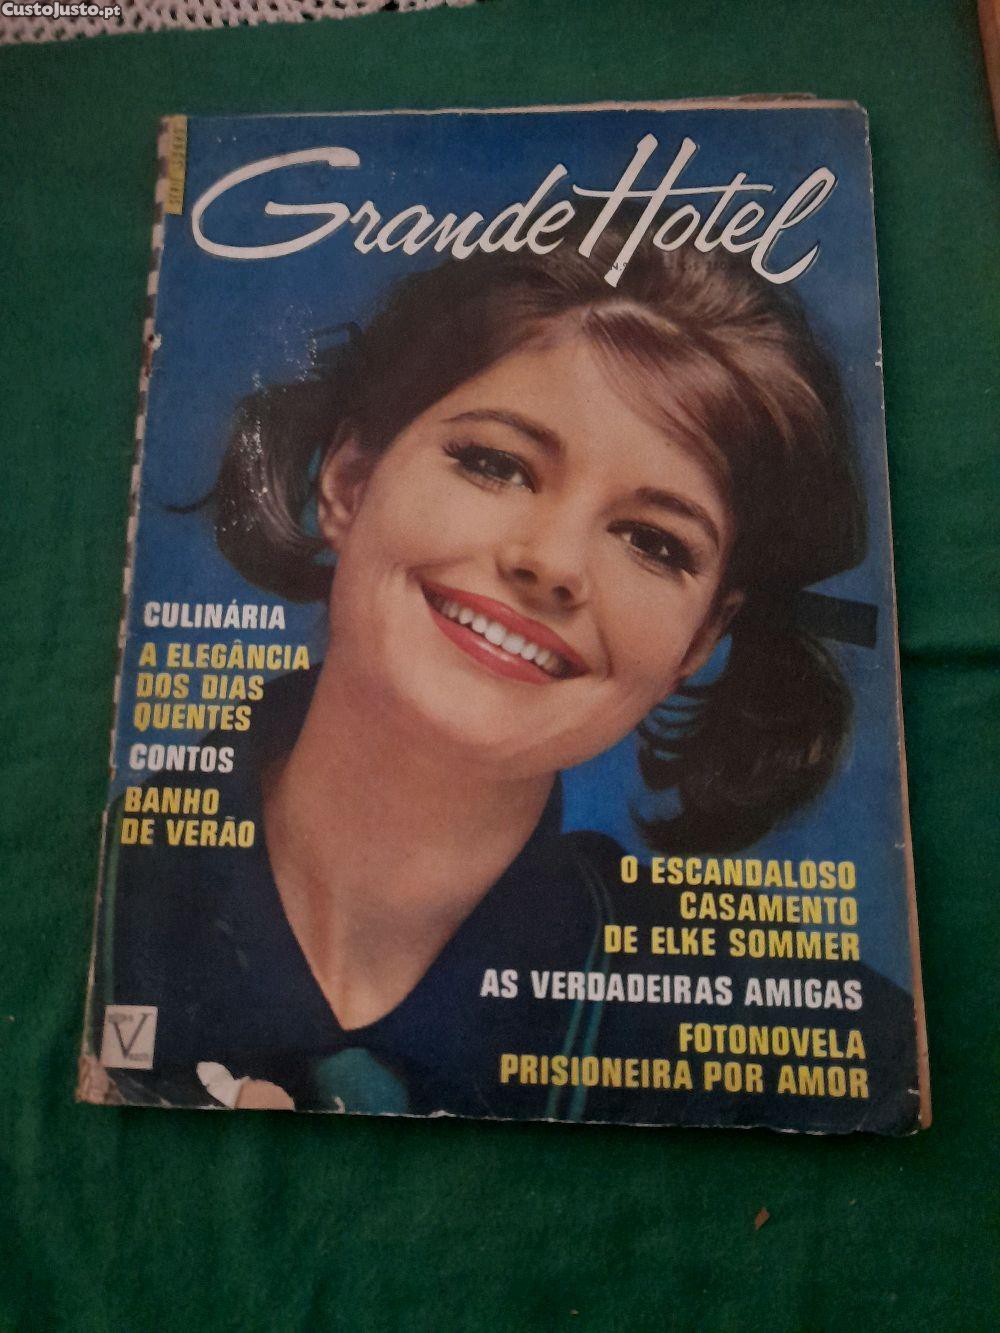 CustoJusto.pt
Grande Hotel
CULINÁRIA
A ELEGÂNCIA
DOS DIAS
QUENTES
CONTOS
BANHO
DE VERÃO
O ESCANDALOSO
CASAMENTO
DE ELKE SOMMER
AS VERDADEIRAS AMIGAS
FOTONOVELA
PRISIONEIRA POR AMOR
V